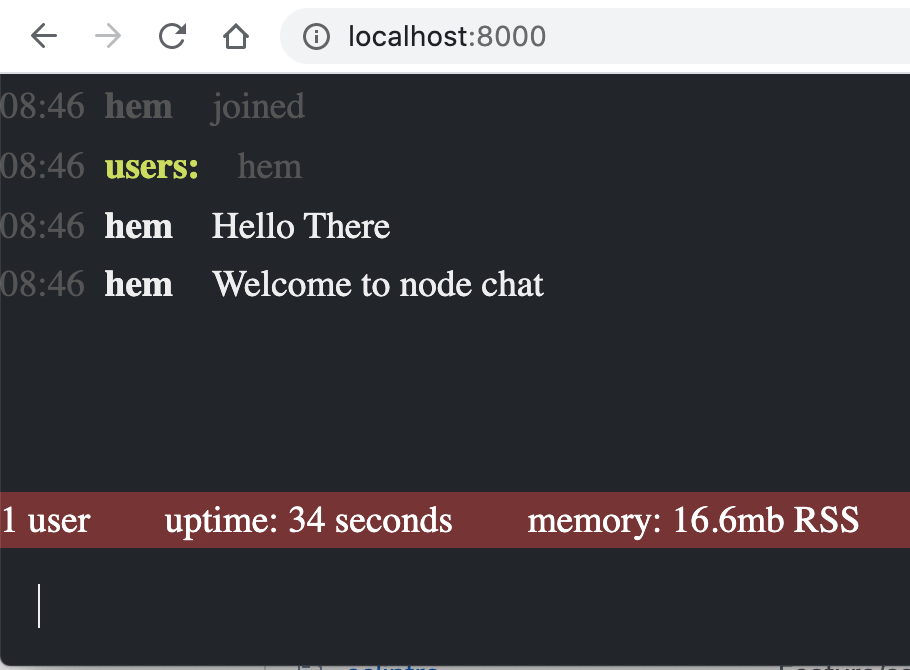 localhost:8000
08:46 hem joined
08:46 users: hem
08:46 hem Hello There
08:46 hem Welcome to node chat
1 user uptime: 34 seconds memory: 16.6mb RSS